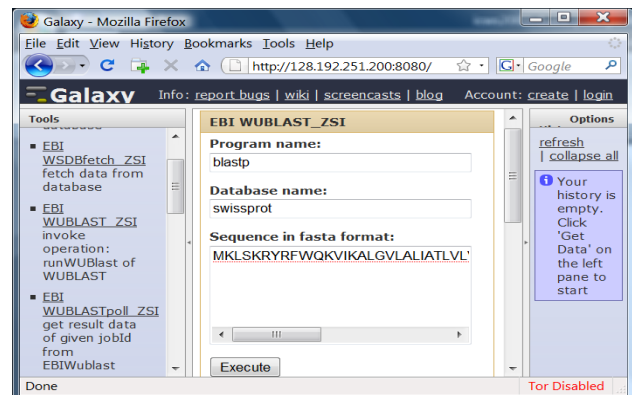 Galaxy - Mozilla Firefox
File Edit View History Bookmarks Tools Help
http://128.192.251.200:8080/
G Google
Galaxy Info: report bugs | wiki | screencasts | blog Account: create | login
Tools
database
EBI
WSDBfetch_ZSI
fetch data from
database
EBI
WUBLAST_ZSI
invoke
operation:
runWUBlast of
WUBLAST
EBI
WUBLASTpoll_ZSI
get result data
of given jobId
from
EBIWublast
EBI WUBLAST_ZSI
Program name:
blastp
Database name:
swissprot
Sequence in fasta format:
MKLSKRYRFWQKVIKALGVLALIATLVL
Execute
Options
refresh
| collapse all
Your
history is
empty.
Click
'Get
Data' on
the left
pane to
start
Done
Tor Disabled